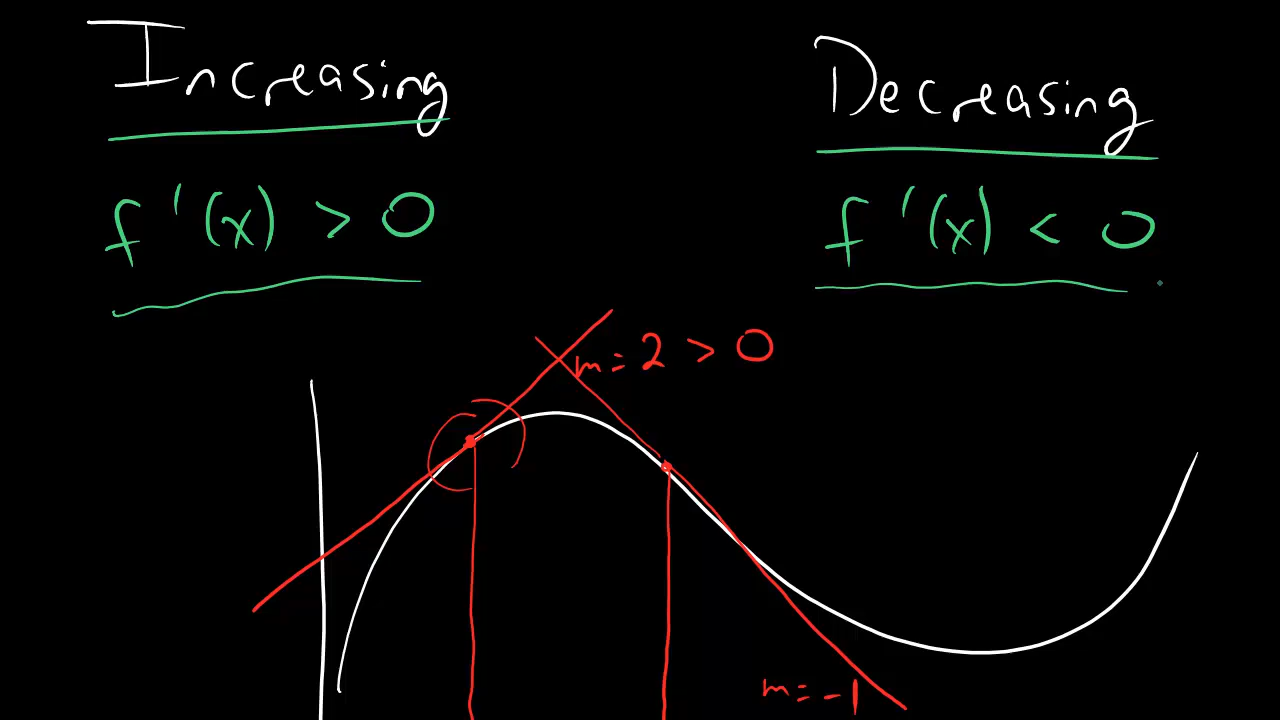 Increasing
Decreasing
f'(x) > 0
f'(x) < 0
m = 2 > 0
m = -1